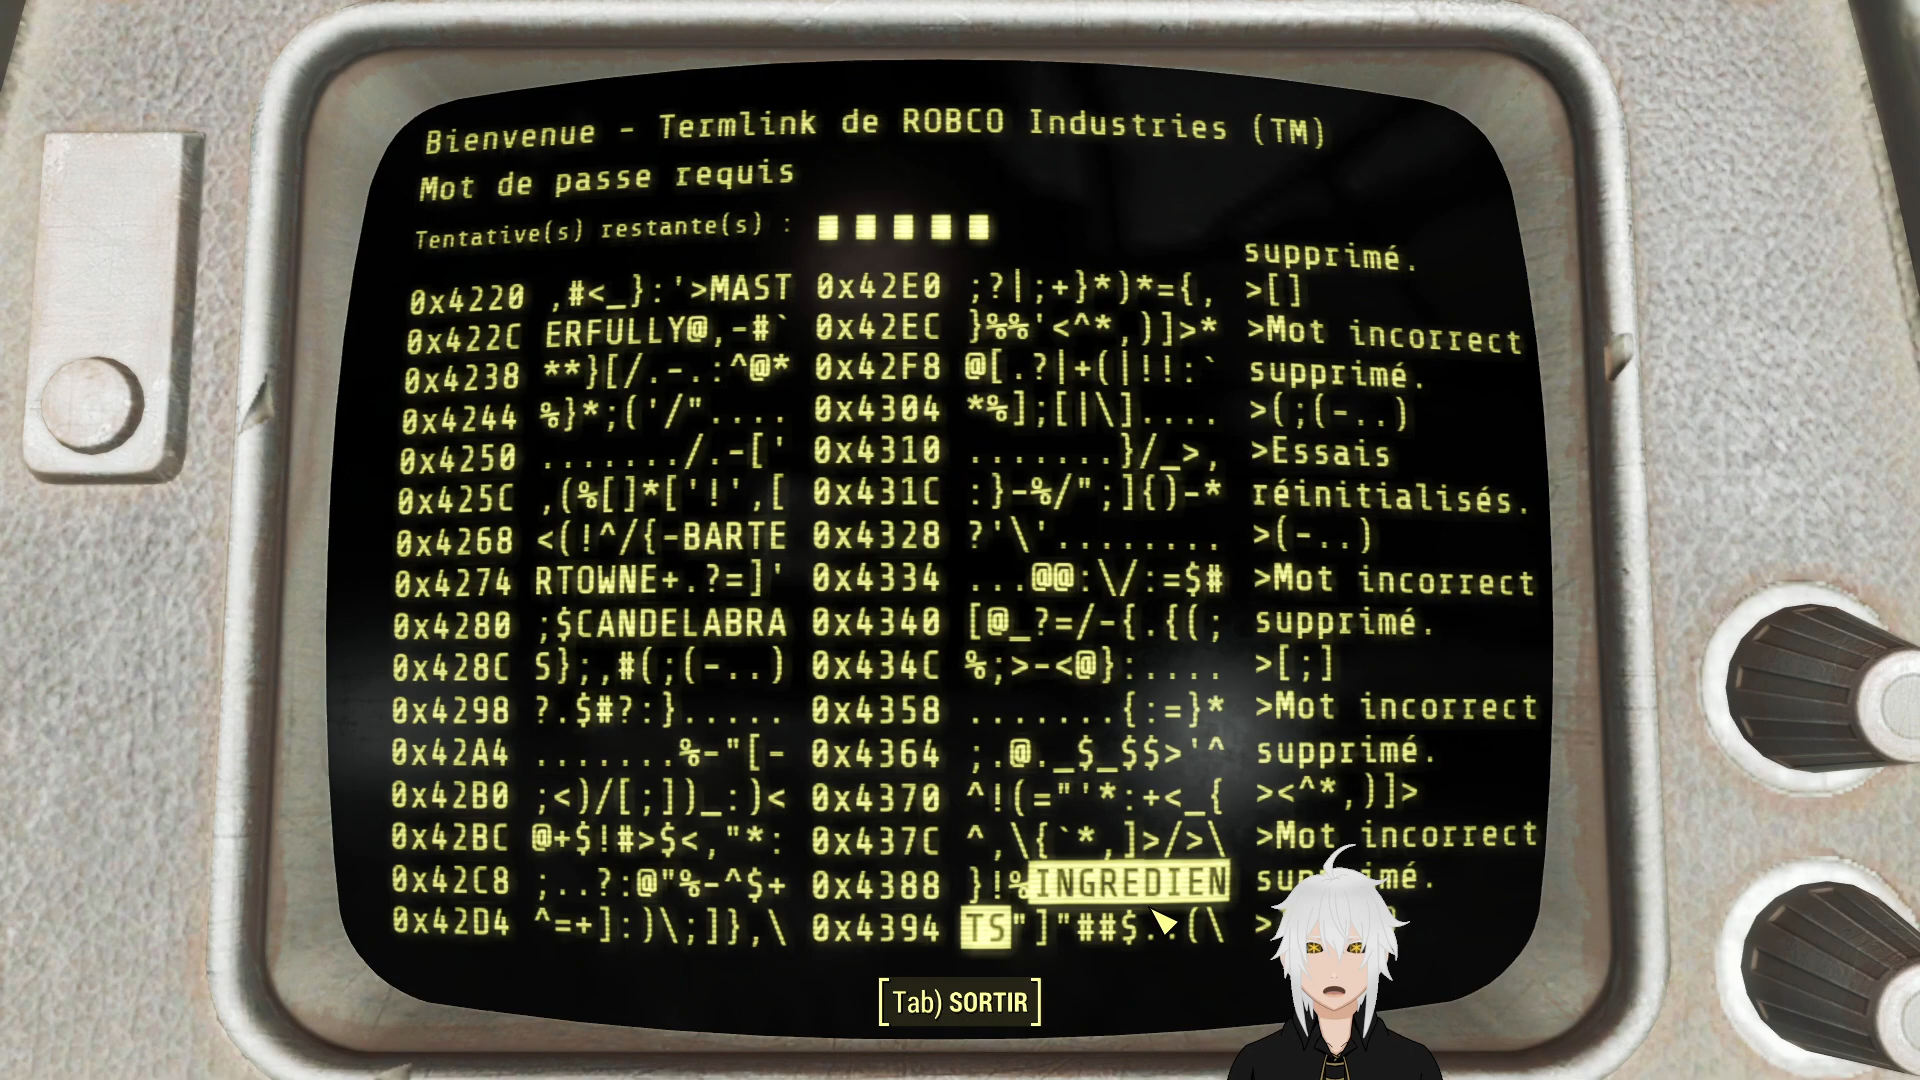 Bienvenue - Termlink de ROBCO Industries (TM)
Mot de passe requis
Tentative(s) restante(s) :
0x4220 ,#<_}:'>MAST
0x422C ERFULLY@,-#`
0x4238 **}[/.-.:^@*
0x4244 %}*;('/"....
0x4250 ......./.-['
0x425C ,(%[]*['!',[
0x4268 <(!^/{-BARTE
0x4274 RTOWNE+.?=]'
0x4280 ;$CANDELABRA
0x428C S};,#(;(-..)
0x4298 ?.$#?:}.....
0x42A4 .......%-"[-
0x42B0 ;<)/[;])_:)<
0x42BC @+$!#>$<,"*:
0x42C8 ;..?:@"%-^$+
0x42D4 ^=+]:)\;]},\
0x42E0 ;?|;+}*)*={,
0x42EC }%%'<^*,)]>*
0x42F8 @[.?|+(|!!:`
0x4304 *%];[|\]....
0x4310 .......}/_>,
0x431C :}-%/";]{)-*
0x4328 ?'\'........
0x4334 ...@@:\/:=$#
0x4340 [@_?=/-{.{(;
0x434C %;>-<@}:....
0x4358 .......{:=}*
0x4364 ;.@._$_$$>'^
0x4370 ^!(="'*:+<_{
0x437C ^,\{`*,]>/>\
0x4388 }!%INGREDIEN
0x4394 TS"]"##$..(\
supprimé.
>[]
>Mot incorrect
supprimé.
>(;(-..)
>Essais
réinitialisés.
>(-..)
>Mot incorrect
supprimé.
>[;]
>Mot incorrect
supprimé.
><^*,)]>
>Mot incorrect
>
Tab) SORTIR